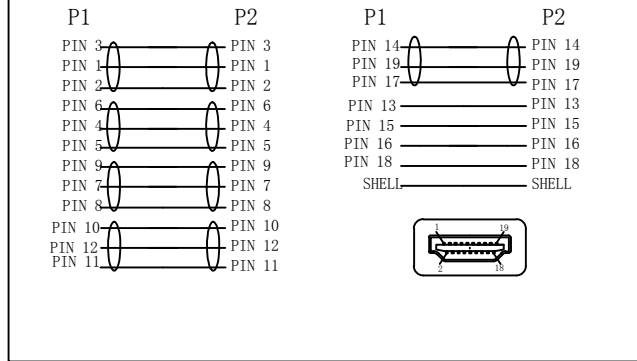 P1 P2
PIN 3 PIN 3
PIN 1 PIN 1
PIN 2 PIN 2
PIN 6 PIN 6
PIN 4 PIN 4
PIN 5 PIN 5
PIN 9 PIN 9
PIN 7 PIN 7
PIN 8 PIN 8
PIN 10 PIN 10
PIN 12 PIN 12
PIN 11 PIN 11
P1 P2
PIN 14 PIN 14
PIN 19 PIN 19
PIN 17 PIN 17
PIN 13 PIN 13
PIN 15 PIN 15
PIN 16 PIN 16
PIN 18 PIN 18
SHELL SHELL
1 19
2 18